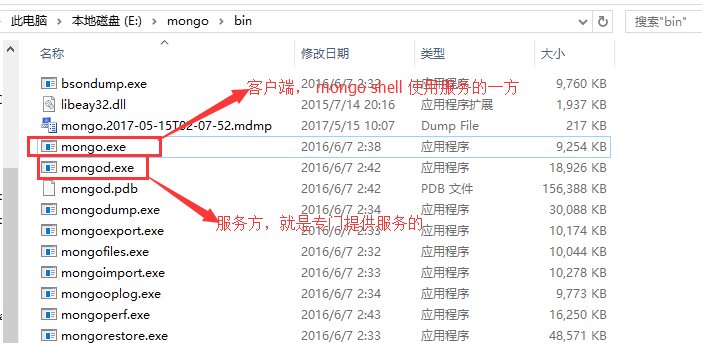 此电脑 > 本地磁盘 (E:) > mongo > bin
搜索"bin"
名称 修改日期 类型 大小
bsondump.exe 2016/6/7 2:33 应用程序 9,760 KB
客户端，mongo shell 使用服务的一方
libeay32.dll 2015/7/14 20:16 应用程序扩展 1,937 KB
mongo.2017-05-15T02-07-52.mdmp 2017/5/15 10:07 Dump File 217 KB
mongo.exe 2016/6/7 2:38 应用程序 9,254 KB
mongod.exe 2016/6/7 2:42 应用程序 18,926 KB
mongod.pdb 2016/6/7 2:42 PDB 文件 156,388 KB
mongodump.exe 2016/6/7 2:34 应用程序 30,088 KB
服务方，就是专门提供服务的
mongoexport.exe 2016/6/7 2:33 应用程序 10,174 KB
mongofiles.exe 2016/6/7 2:32 应用程序 10,044 KB
mongoimport.exe 2016/6/7 2:33 应用程序 10,278 KB
mongooplog.exe 2016/6/7 2:34 应用程序 9,773 KB
mongoperf.exe 2016/6/7 2:43 应用程序 16,250 KB
mongorestore.exe 2016/6/7 2:33 应用程序 48,571 KB